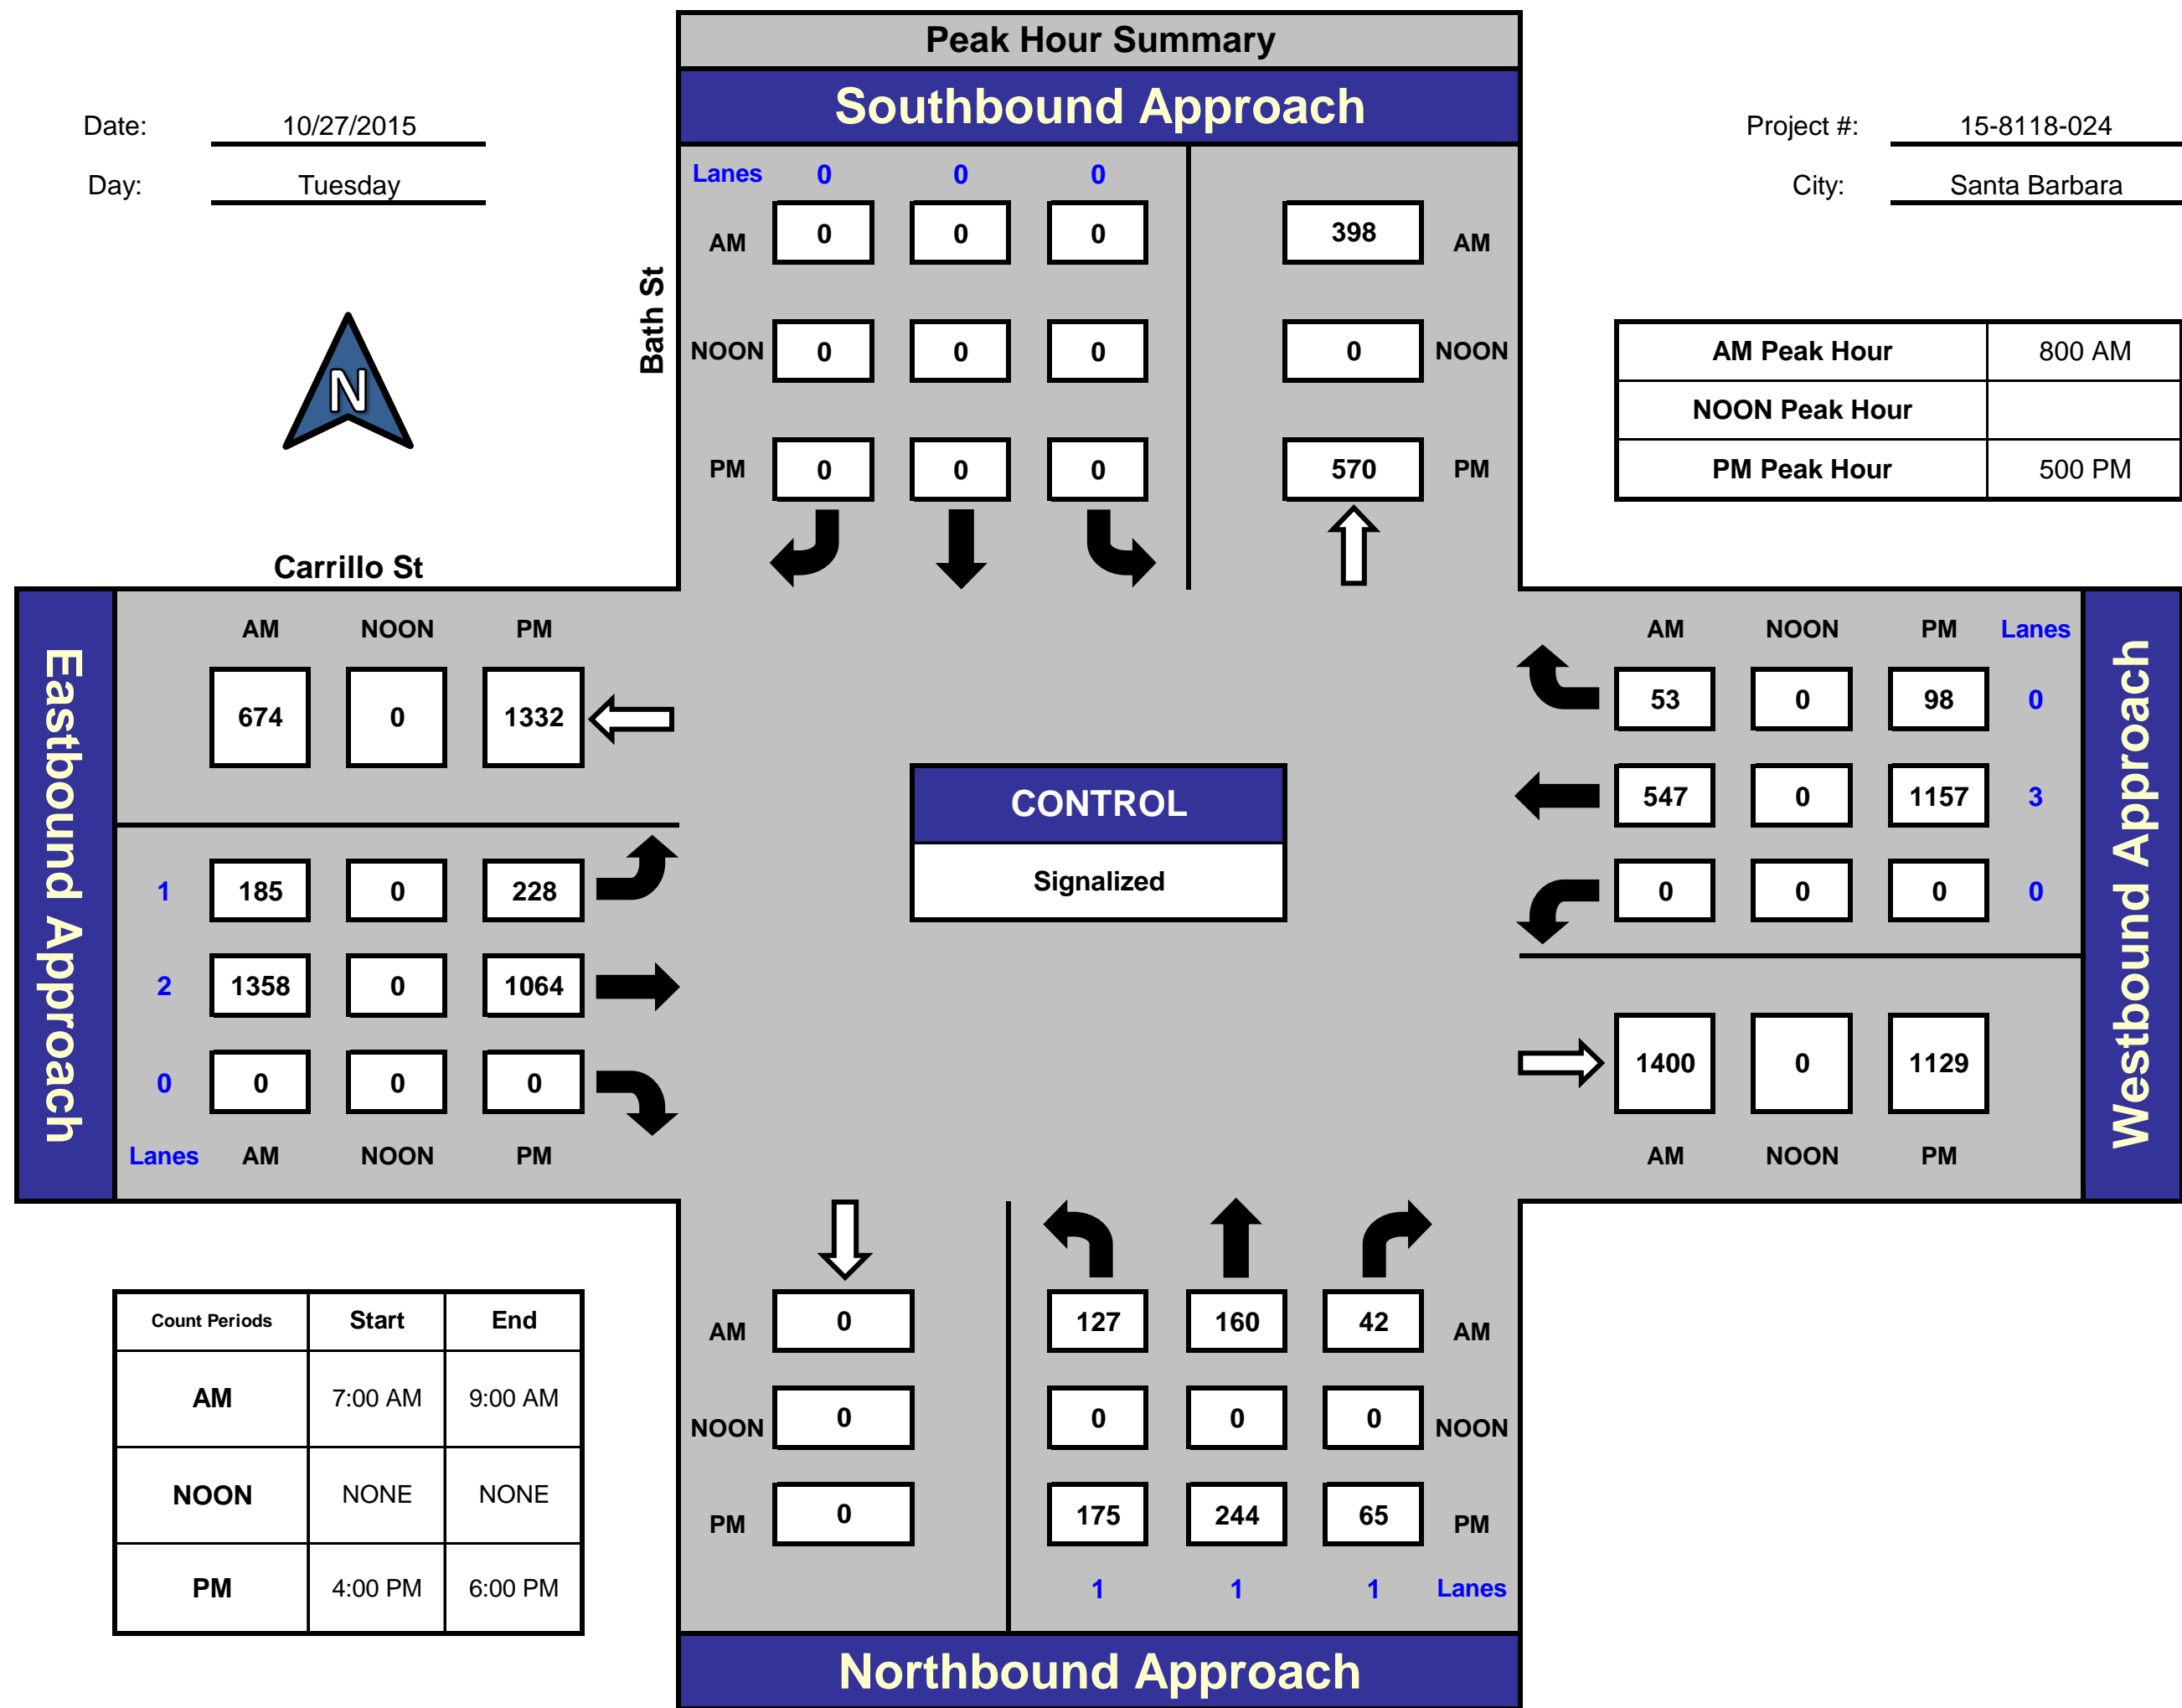 Peak Hour Summary
Southbound Approach
Date: 10/27/2015
Project #: 15-8118-024
Day: Tuesday
City: Santa Barbara
Lanes 0 0 0
AM 0 0 0 398 AM
Bath St
NOON 0 0 0 0 NOON
PM 0 0 0 570 PM
N
AM Peak Hour 800 AM
NOON Peak Hour
PM Peak Hour 500 PM
Carrillo St
Eastbound Approach
AM NOON PM
674 0 1332
1 185 0 228
2 1358 0 1064
0 0 0 0
Lanes AM NOON PM
CONTROL
Signalized
AM NOON PM Lanes
53 0 98 0
547 0 1157 3
0 0 0 0
1400 0 1129
AM NOON PM
Westbound Approach
Count Periods Start End
AM 7:00 AM 9:00 AM
NOON NONE NONE
PM 4:00 PM 6:00 PM
AM 0 127 160 42 AM
NOON 0 0 0 0 NOON
PM 0 175 244 65 PM
1 1 1 Lanes
Northbound Approach